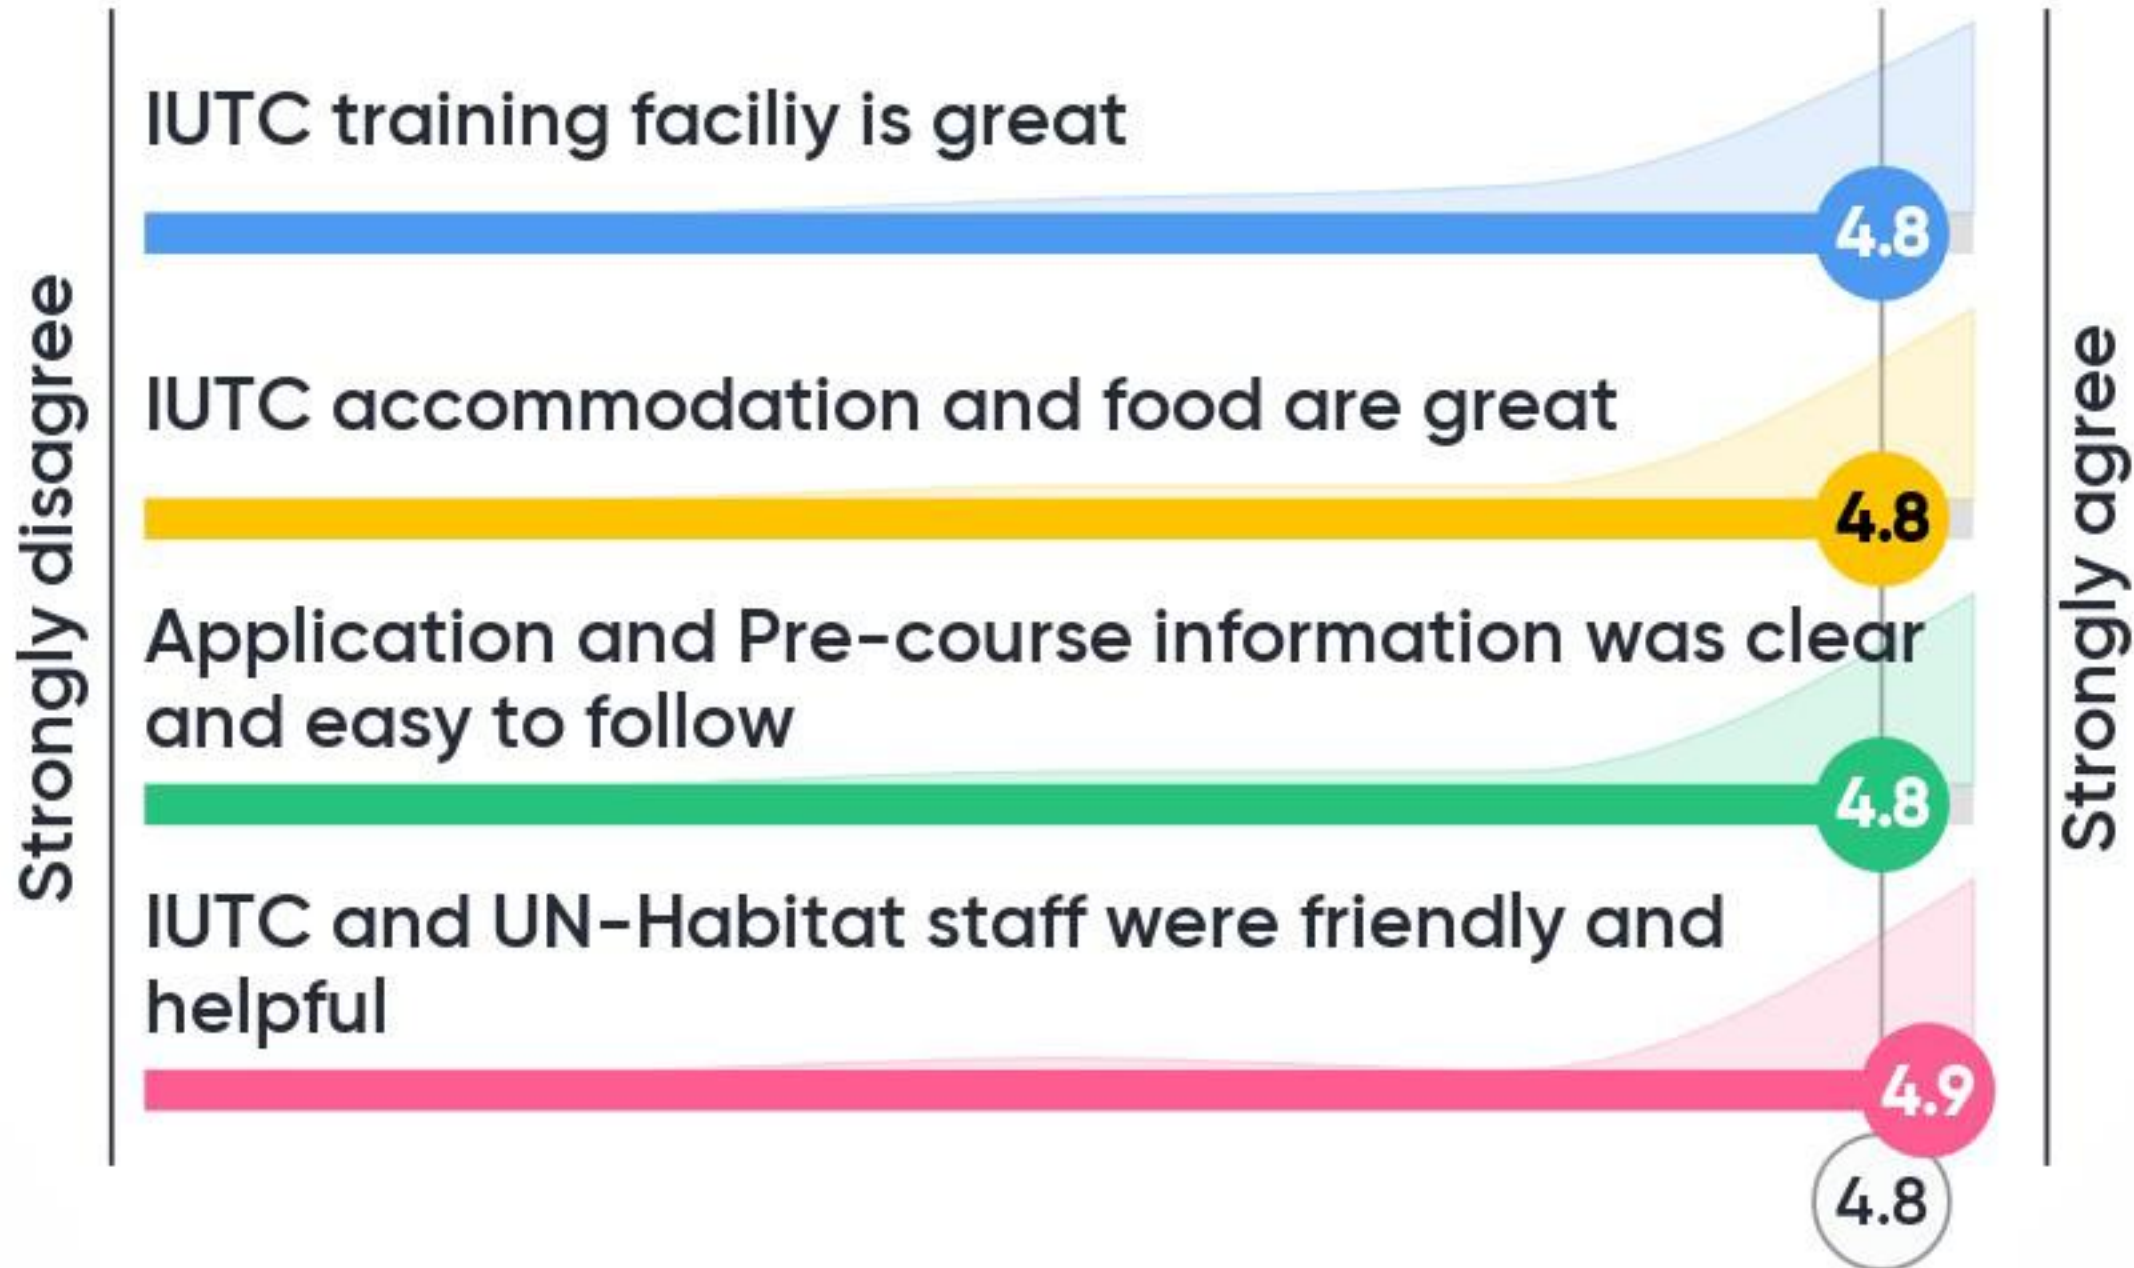 Strongly disagree
IUTC training faciliy is great
4.8
IUTC accommodation and food are great
4.8
Application and Pre-course information was clear
and easy to follow
4.8
IUTC and UN-Habitat staff were friendly and
helpful
4.9
4.8
Strongly agree